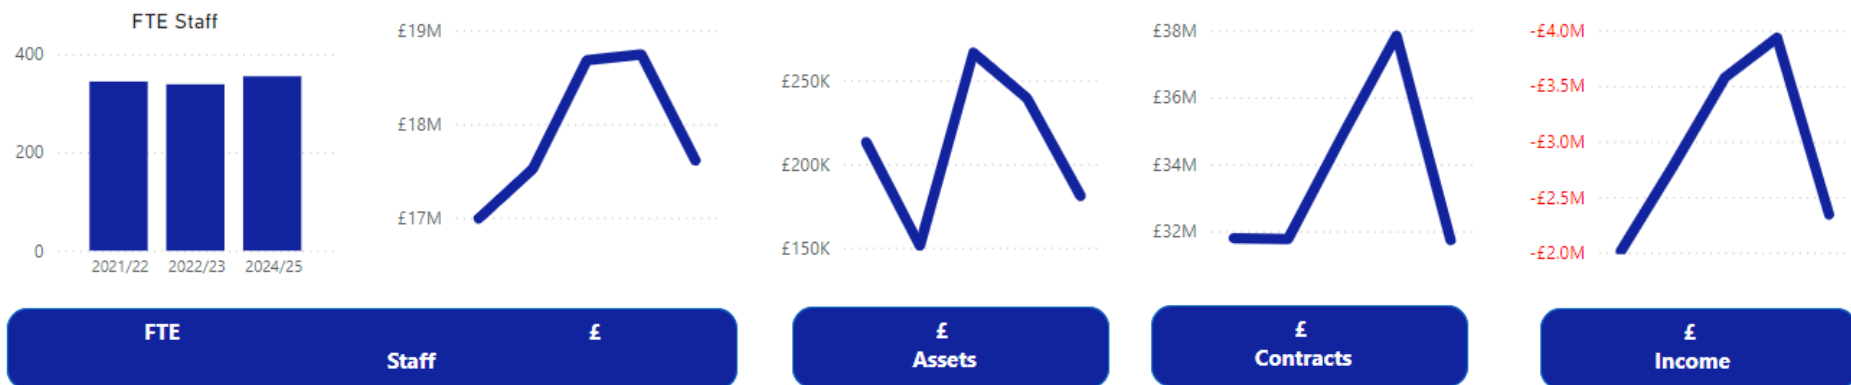 FTE Staff
400
200
0
2021/22 2022/23 2024/25
£19M
£18M
£17M
£250K
£200K
£150K
£38M
£36M
£34M
£32M
-£4.0M
-£3.5M
-£3.0M
-£2.5M
-£2.0M
FTE £
Staff
£
Assets
£
Contracts
£
Income